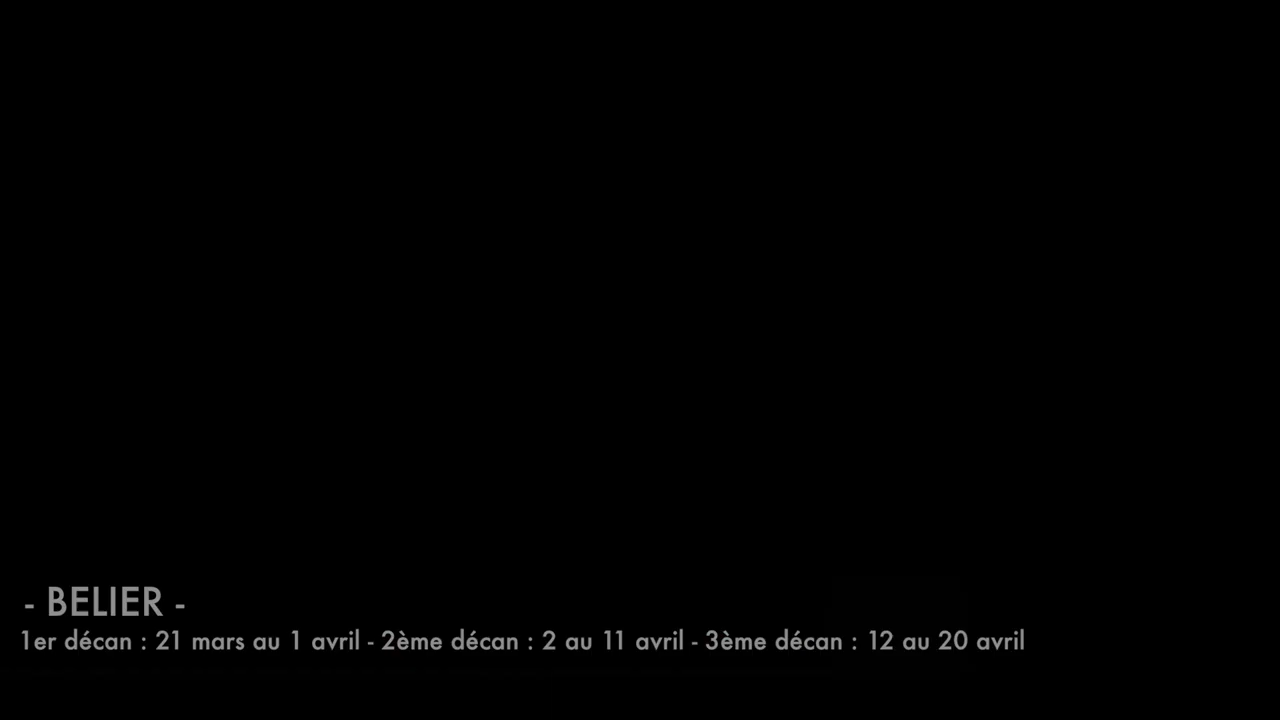 - BELIER -
1er décan : 21 mars au 1 avril - 2ème décan : 2 au 11 avril - 3ème décan : 12 au 20 avril